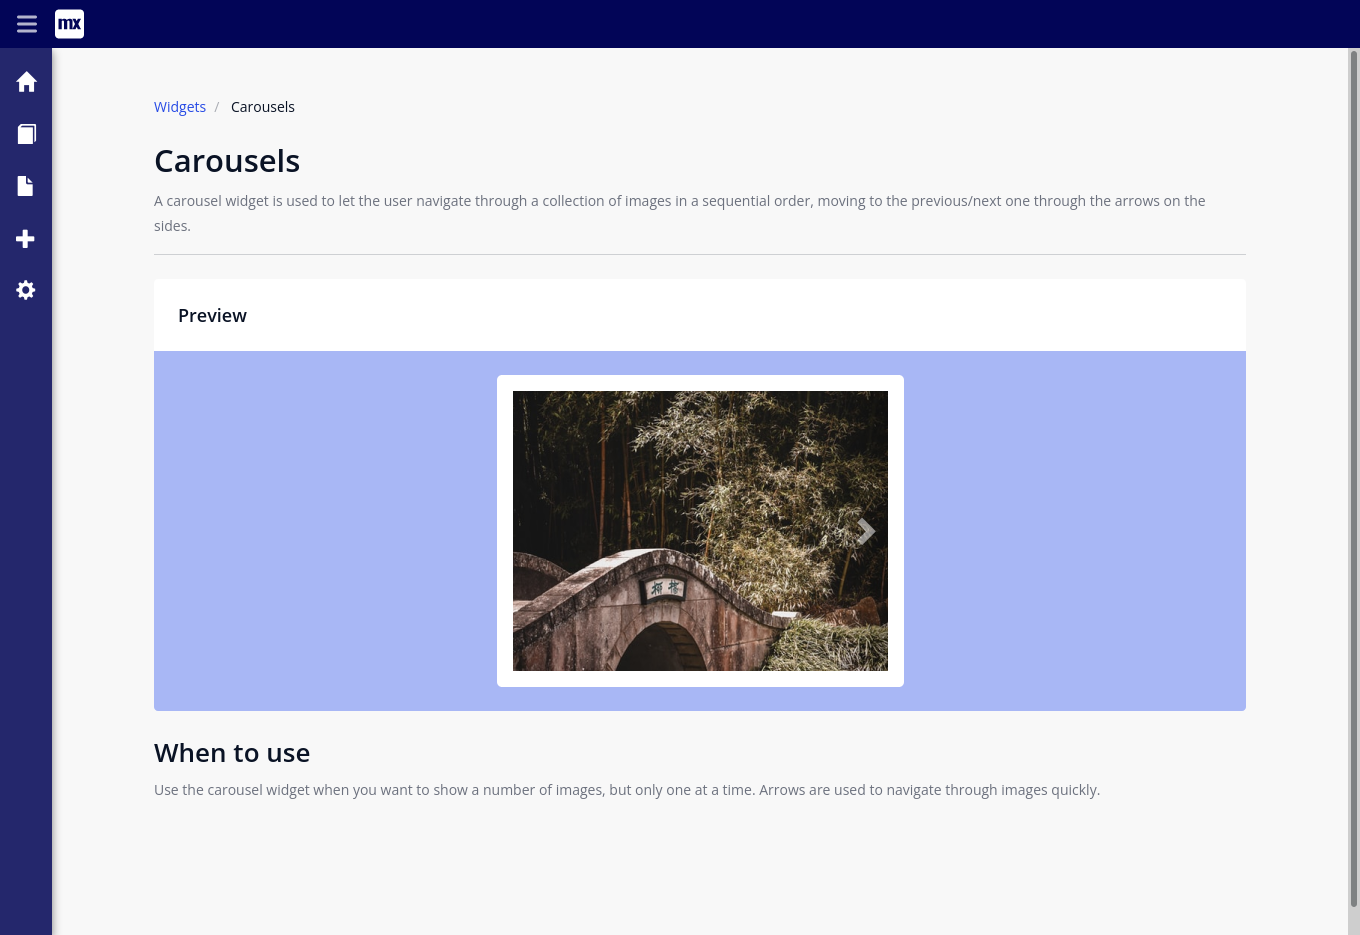 mx
Widgets / Carousels
Carousels
A carousel widget is used to let the user navigate through a collection of images in a sequential order, moving to the previous/next one through the arrows on the
sides.
Preview
When to use
Use the carousel widget when you want to show a number of images, but only one at a time. Arrows are used to navigate through images quickly.